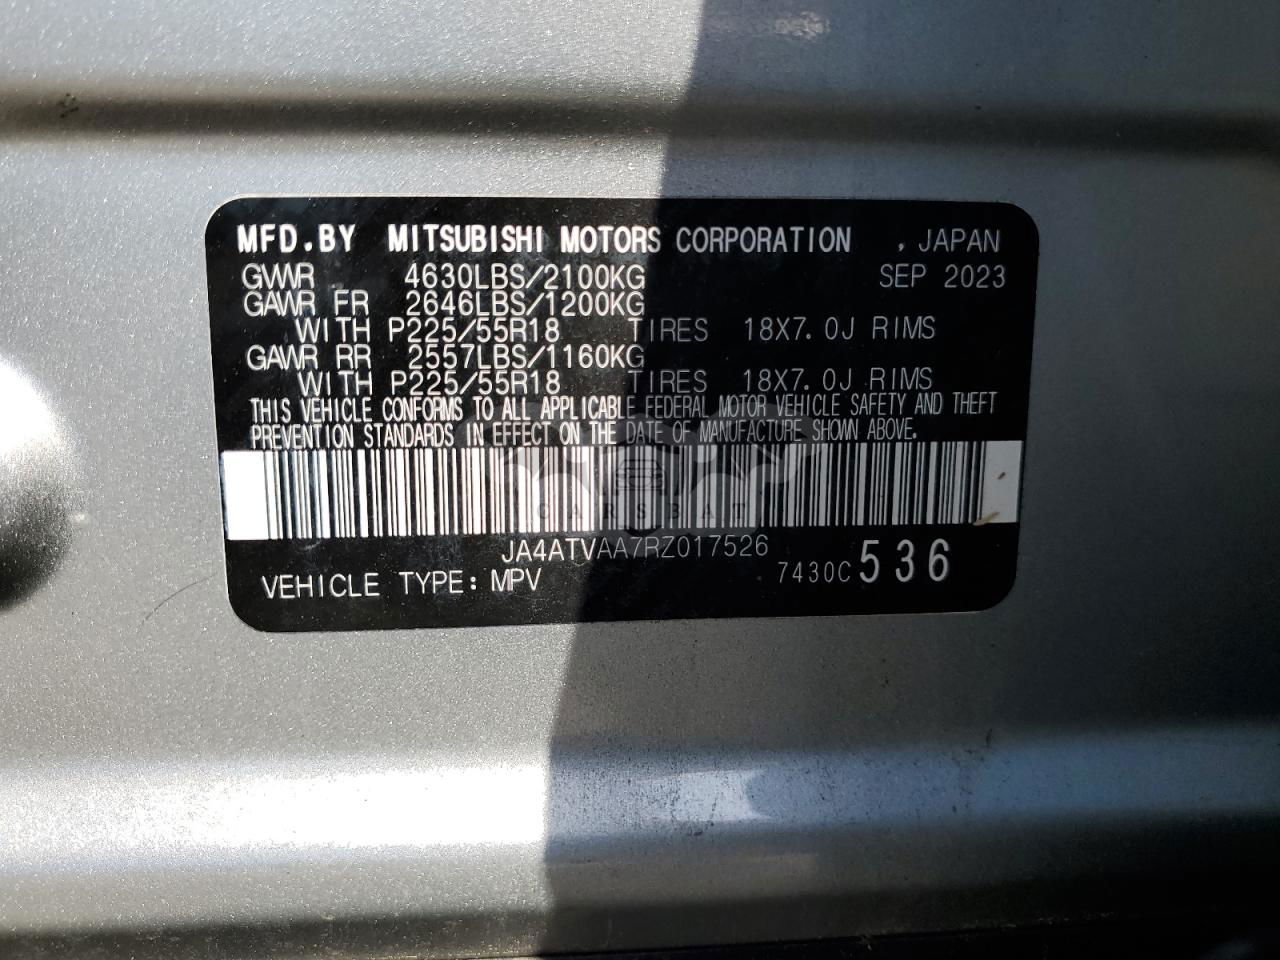 MFD.BY MITSUBISHI MOTORS CORPORATION , JAPAN
GVWR 4630LBS/2100KG SEP 2023
GAWR FR 2646LBS/1200KG
WITH P225/55R18 TIRES 18X7.0J RIMS
GAWR RR 2557LBS/1160KG
WITH P225/55R18 TIRES 18X7.0J RIMS
THIS VEHICLE CONFORMS TO ALL APPLICABLE FEDERAL MOTOR VEHICLE SAFETY AND THEFT
PREVENTION STANDARDS IN EFFECT ON THE DATE OF MANUFACTURE SHOWN ABOVE.
CARSBAT
JA4ATVAA7RZ017526
VEHICLE TYPE: MPV 7430C 536